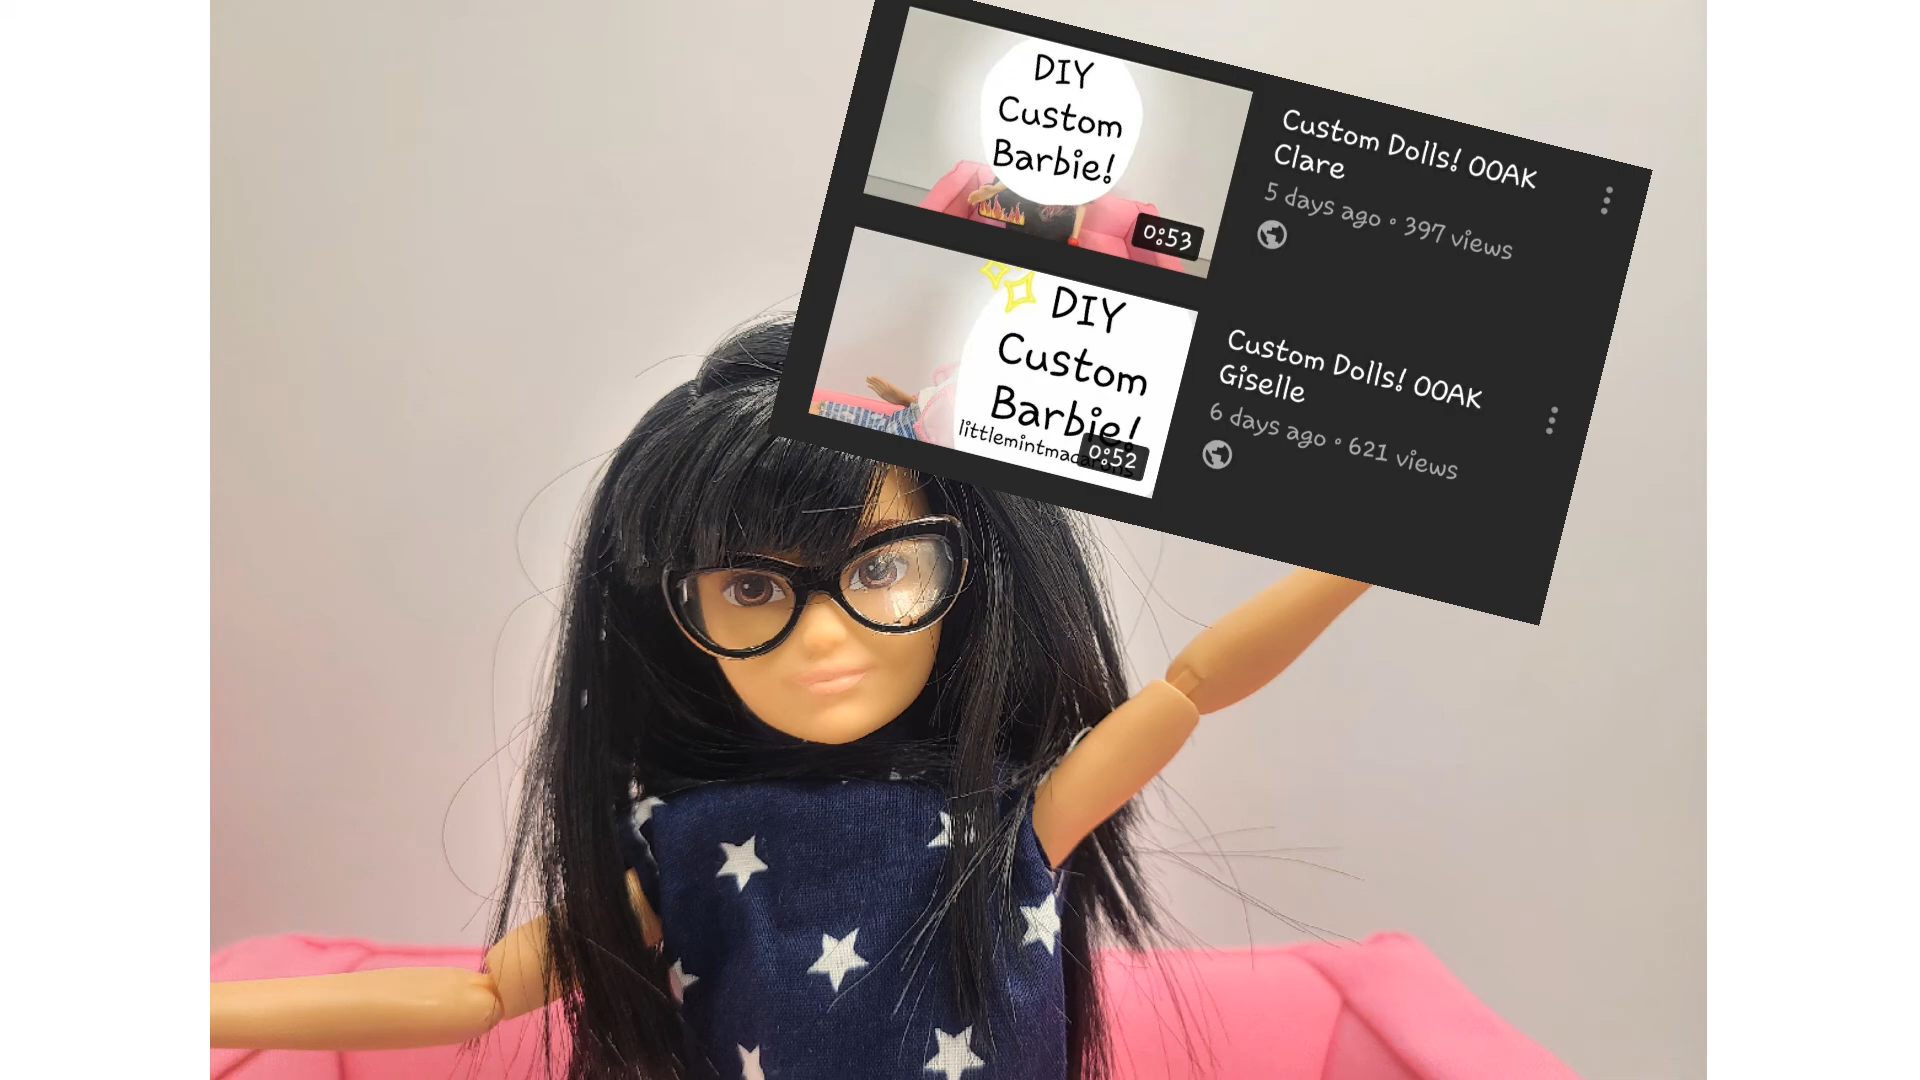 DIY
Custom
Barbie!
0:53
Custom Dolls! OOAK
Clare
5 days ago • 397 views
DIY
Custom
Barbie!
littlemintmacarons
0:52
Custom Dolls! OOAK
Giselle
6 days ago • 621 views